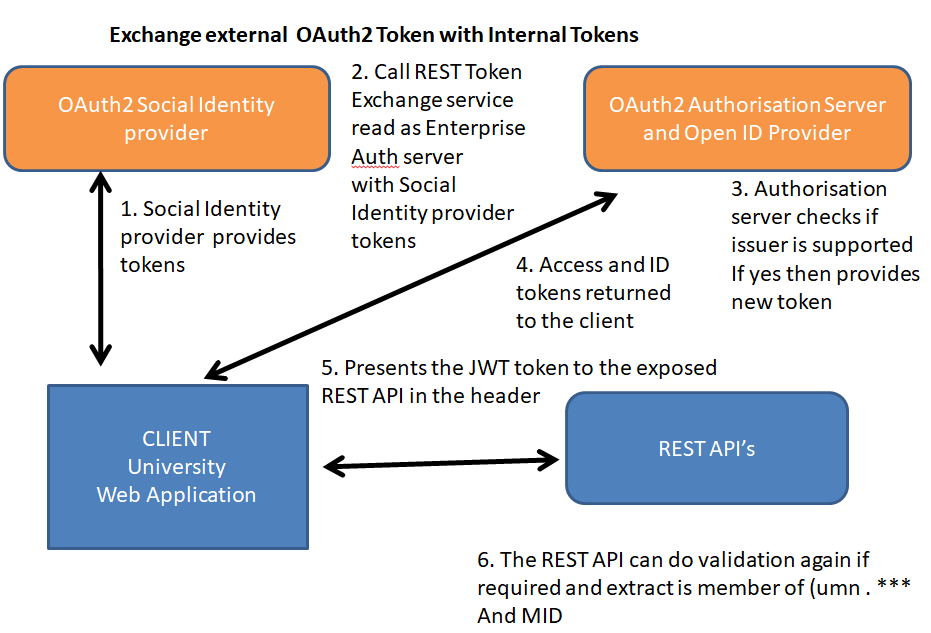 Exchange external OAuth2 Token with Internal Tokens
OAuth2 Social Identity
provider
2. Call REST Token
Exchange service
read as Enterprise
Auth server
with Social
Identity provider
tokens
OAuth2 Authorisation Server
and Open ID Provider
1. Social Identity
provider provides
tokens
3. Authorisation
server checks if
issuer is supported
If yes then provides
new token
4. Access and ID
tokens returned
to the client
5. Presents the JWT token to the exposed
REST API in the header
CLIENT
University
Web Application
REST API’s
6. The REST API can do validation again if
required and extract is member of (umn . ***
And MID